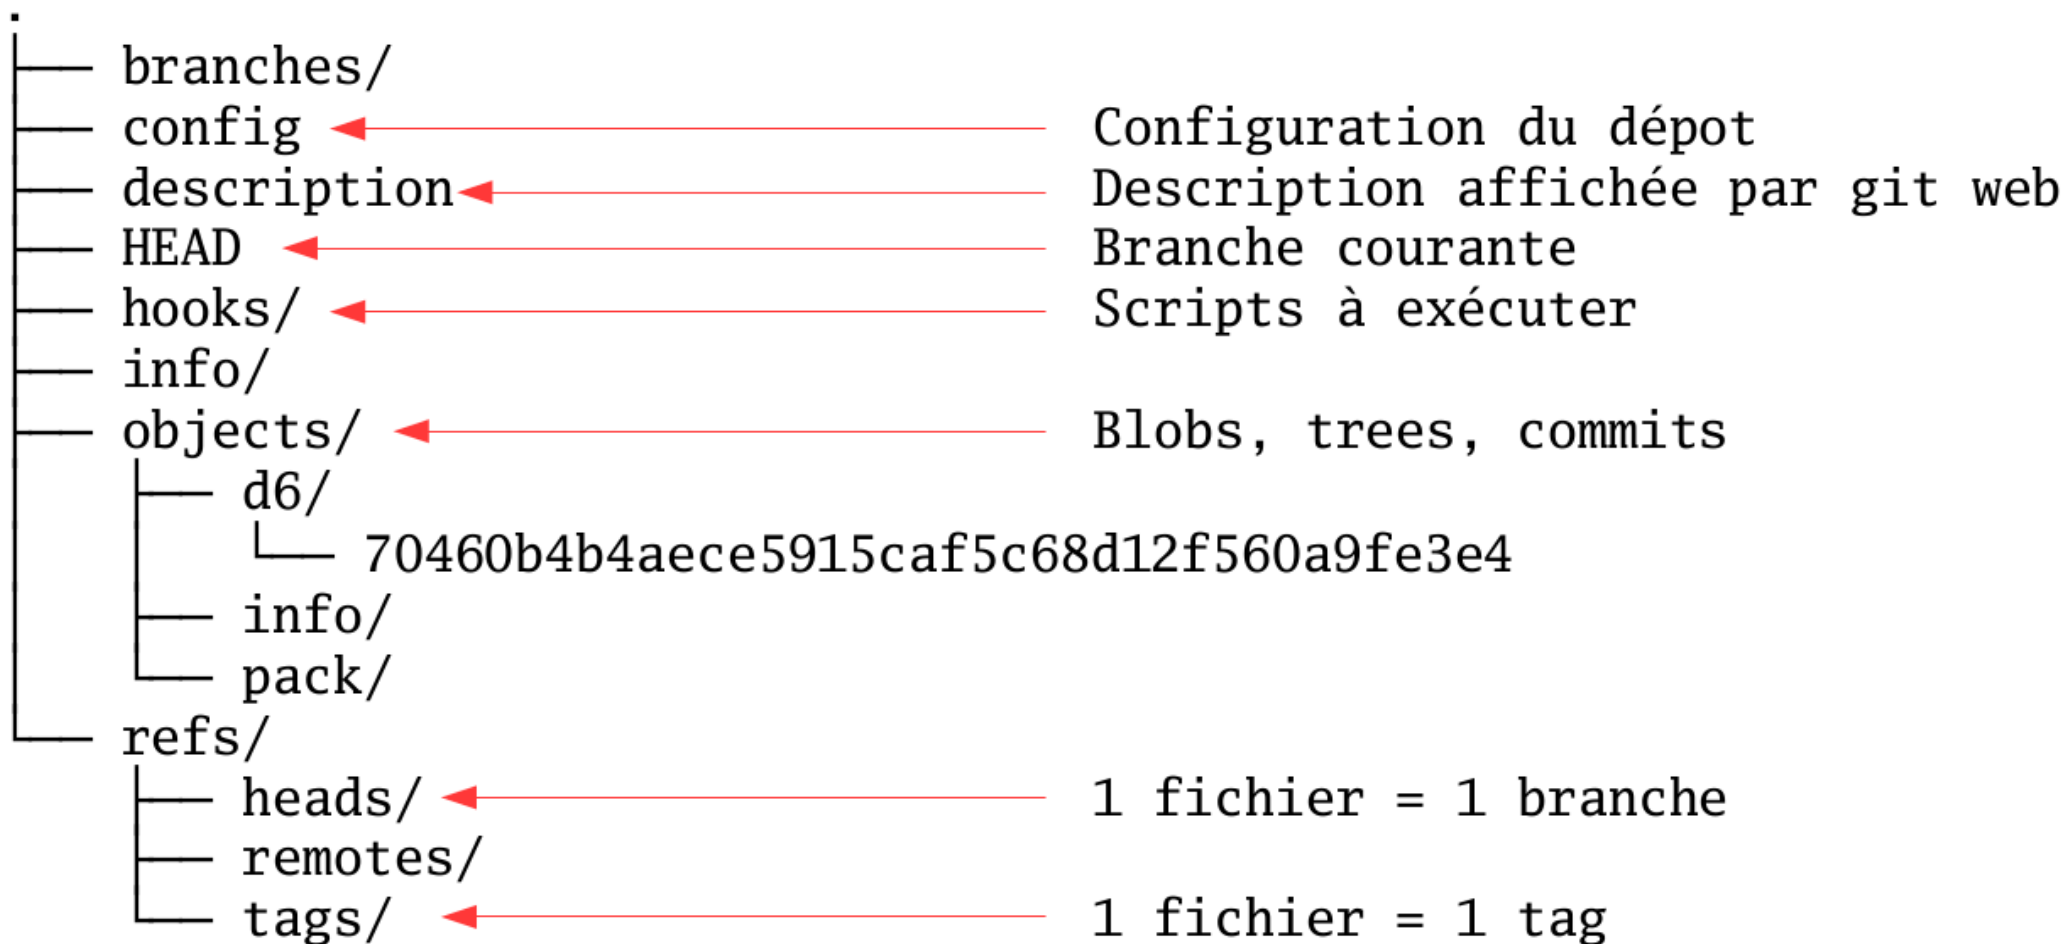 .
branches/
config Configuration du dépot
description Description affichée par git web
HEAD Branche courante
hooks/ Scripts à exécuter
info/
objects/ Blobs, trees, commits
d6/
70460b4b4aece5915caf5c68d12f560a9fe3e4
info/
pack/
refs/
heads/ 1 fichier = 1 branche
remotes/
tags/ 1 fichier = 1 tag